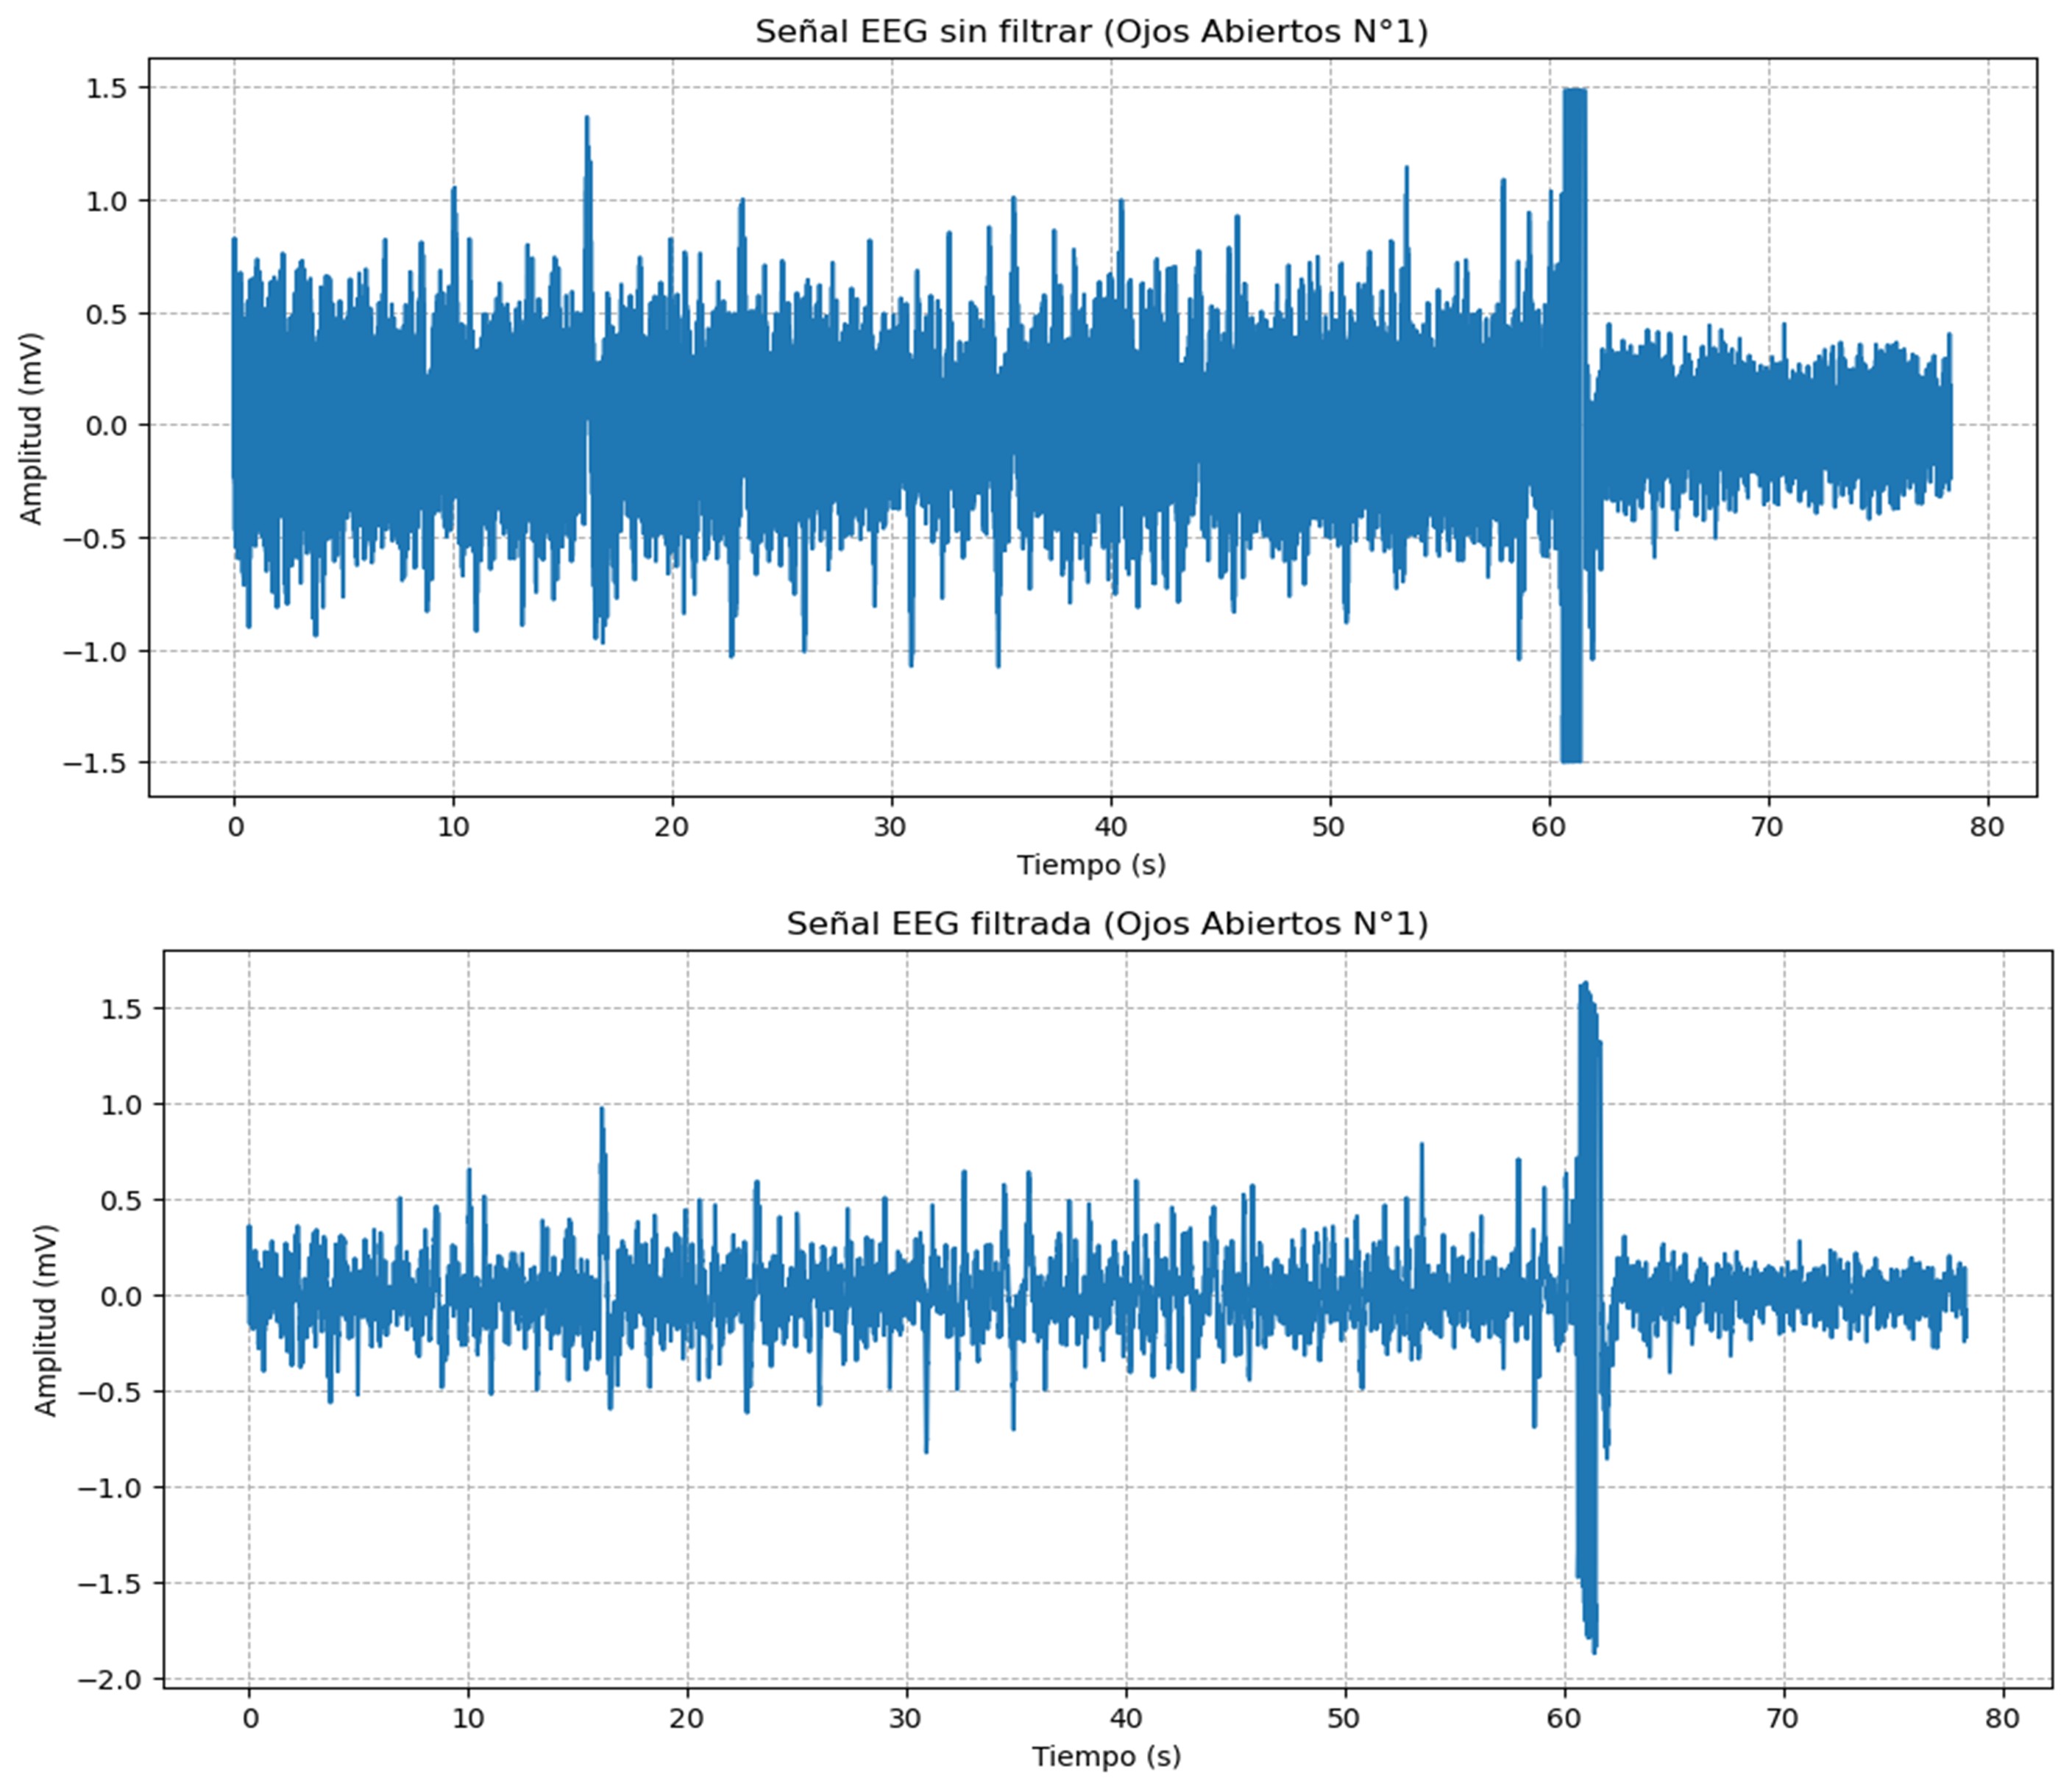 Señal EEG sin filtrar (Ojos Abiertos N°1)
1.5
1.0
0.5
0.0
−0.5
−1.0
−1.5
Amplitud (mV)
0 10 20 30 40 50 60 70 80
Tiempo (s)
Señal EEG filtrada (Ojos Abiertos N°1)
1.5
1.0
0.5
0.0
−0.5
−1.0
−1.5
−2.0
Amplitud (mV)
0 10 20 30 40 50 60 70 80
Tiempo (s)